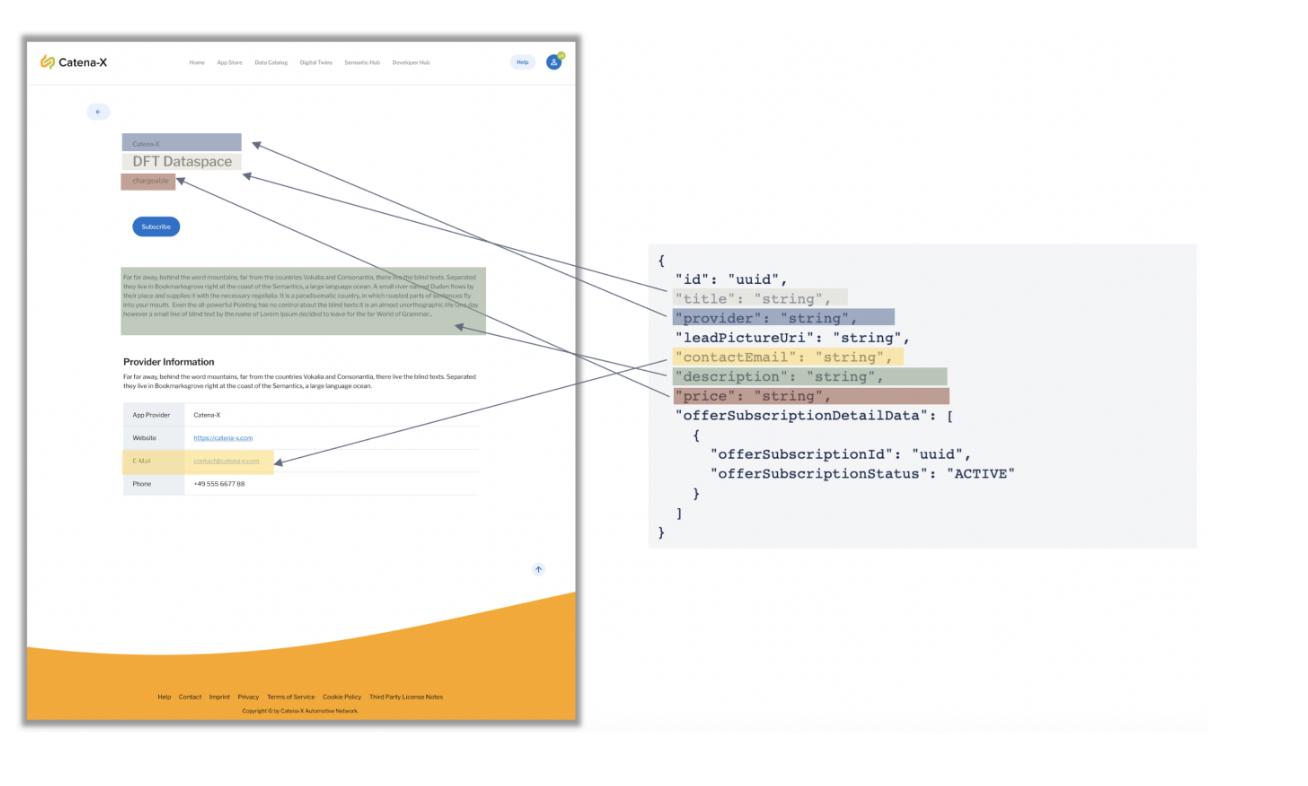 Catena-X
Home App Store Data Catalog Digital Twins Semantic Hub Developer Hub
Help
Catena-X
DFT Dataspace
chargeable
Subscribe
Far far away, behind the word mountains, far from the countries Vokalia and Consonantia, there live the blind texts. Separated
they live in Bookmarksgrove right at the coast of the Semantics, a large language ocean. A small river named Duden flows by
their place and supplies it with the necessary regelialia. It is a paradisematic country, in which roasted parts of sentences fly
into your mouth. Even the all-powerful Pointing has no control about the blind texts it is an almost unorthographic life One day
however a small line of blind text by the name of Lorem Ipsum decided to leave for the far World of Grammar.
Provider Information
Far far away, behind the word mountains, far from the countries Vokalia and Consonantia, there live the blind texts. Separated
they live in Bookmarksgrove right at the coast of the Semantics, a large language ocean.
App Provider Catena-X
Website https://catena-x.com
E-Mail contact@catena-x.com
Phone +49 555 6677 88
Help Contact Imprint Privacy Terms of Service Cookie Policy Third Party License Notes
Copyright © by Catena-X Automotive Network.
{
"id": "uuid",
"title": "string",
"provider": "string",
"leadPictureUri": "string",
"contactEmail": "string",
"description": "string",
"price": "string",
"offerSubscriptionDetailData": [
{
"offerSubscriptionId": "uuid",
"offerSubscriptionStatus": "ACTIVE"
}
]
}